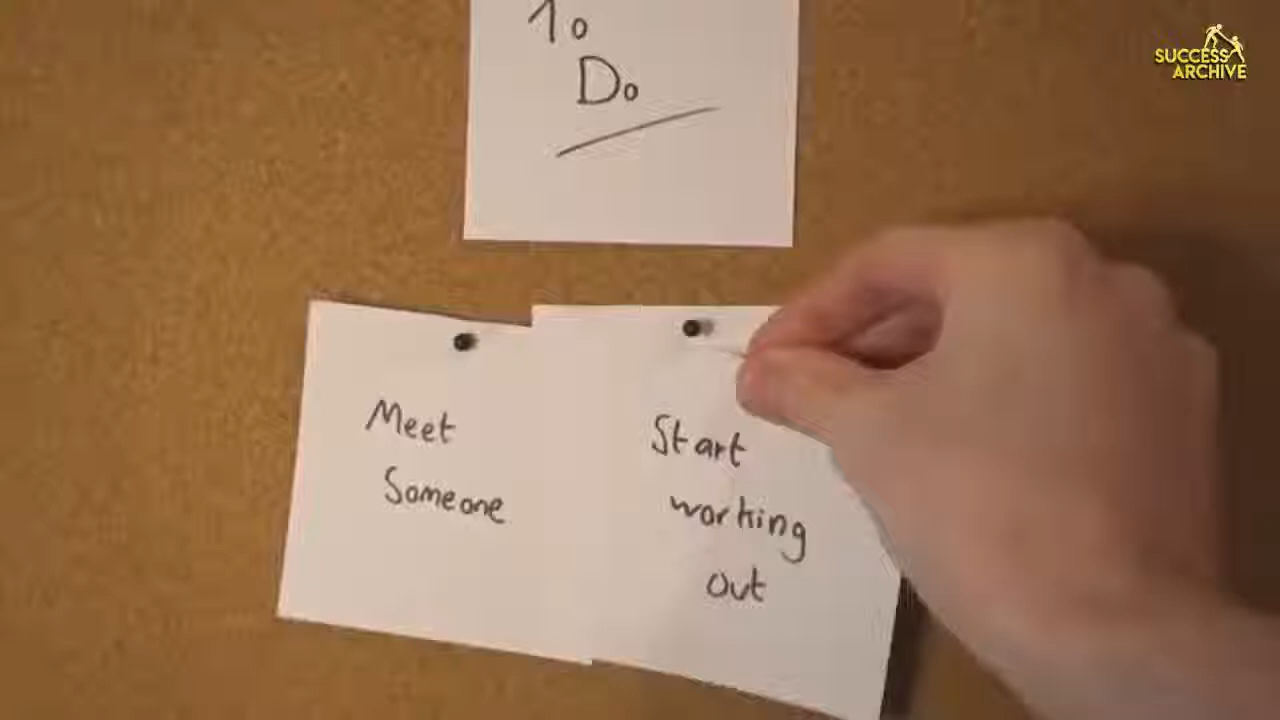 To
Do
Meet
Someone
Start
working
out
SUCCESS
ARCHIVE